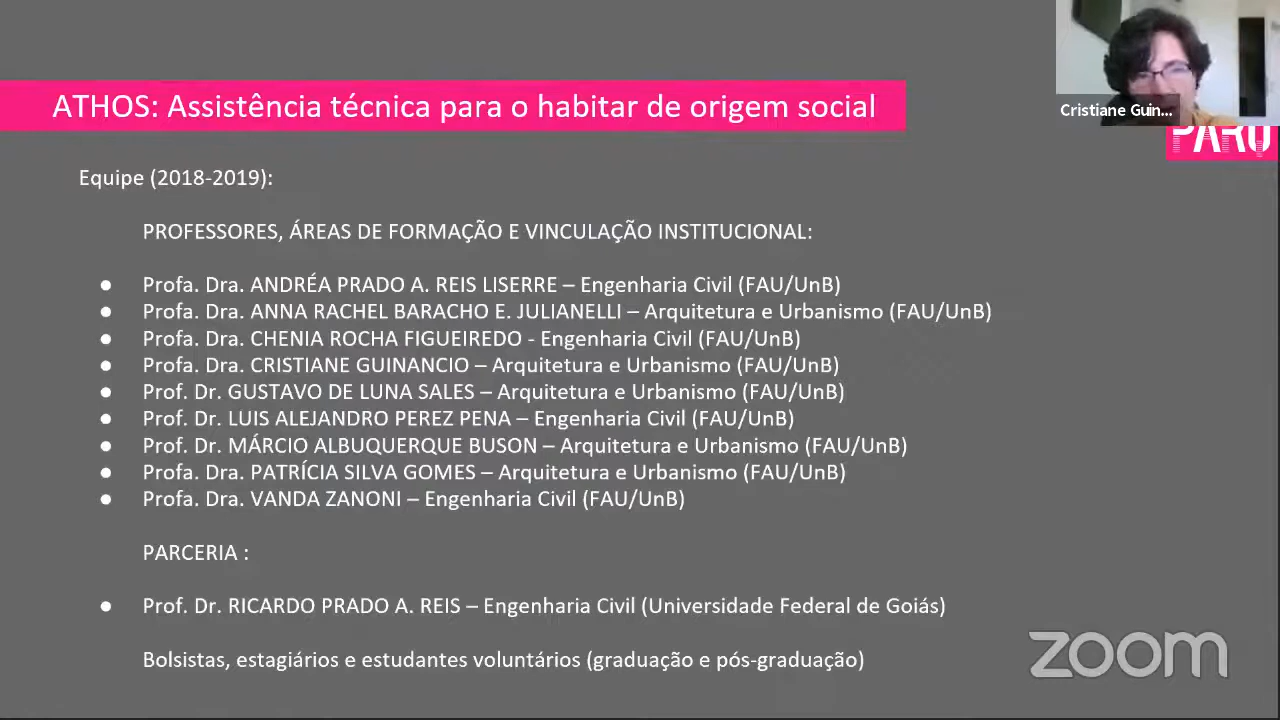 ATHOS: Assistência técnica para o habitar de origem social
Cristiane Guin...
PARQ
Equipe (2018-2019):
PROFESSORES, ÁREAS DE FORMAÇÃO E VINCULAÇÃO INSTITUCIONAL:
● Profa. Dra. ANDRÉA PRADO A. REIS LISERRE – Engenharia Civil (FAU/UnB)
● Profa. Dra. ANNA RACHEL BARACHO E. JULIANELLI – Arquitetura e Urbanismo (FAU/UnB)
● Profa. Dra. CHENIA ROCHA FIGUEIREDO - Engenharia Civil (FAU/UnB)
● Profa. Dra. CRISTIANE GUINANCIO – Arquitetura e Urbanismo (FAU/UnB)
● Prof. Dr. GUSTAVO DE LUNA SALES – Arquitetura e Urbanismo (FAU/UnB)
● Prof. Dr. LUIS ALEJANDRO PEREZ PENA – Engenharia Civil (FAU/UnB)
● Prof. Dr. MÁRCIO ALBUQUERQUE BUSON – Arquitetura e Urbanismo (FAU/UnB)
● Profa. Dra. PATRÍCIA SILVA GOMES – Arquitetura e Urbanismo (FAU/UnB)
● Profa. Dra. VANDA ZANONI – Engenharia Civil (FAU/UnB)
PARCERIA :
● Prof. Dr. RICARDO PRADO A. REIS – Engenharia Civil (Universidade Federal de Goiás)
Bolsistas, estagiários e estudantes voluntários (graduação e pós-graduação)
zoom